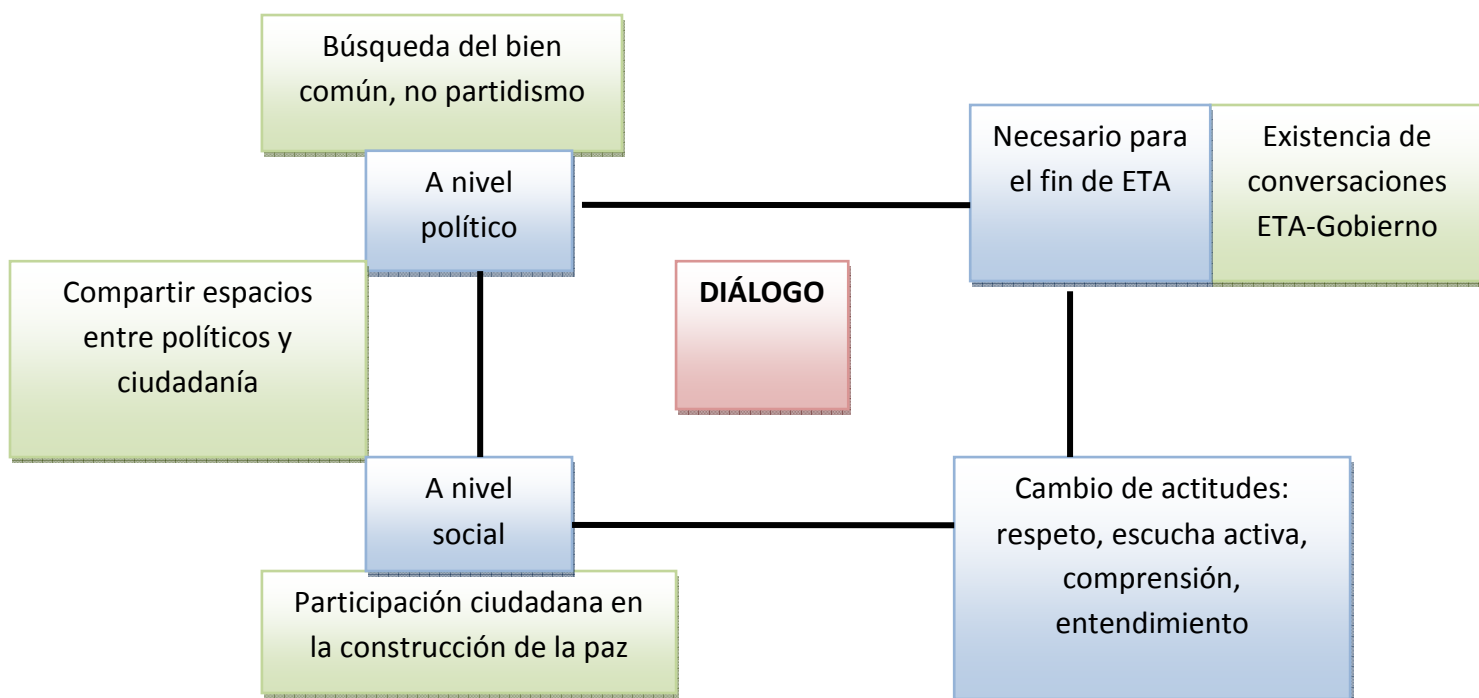 Búsqueda del bien
común, no partidismo
A nivel
político
Necesario para
el fin de ETA
Existencia de
conversaciones
ETA-Gobierno
Compartir espacios
entre políticos y
ciudadanía
DIÁLOGO
A nivel
social
Cambio de actitudes:
respeto, escucha activa,
comprensión,
entendimiento
Participación ciudadana en
la construcción de la paz